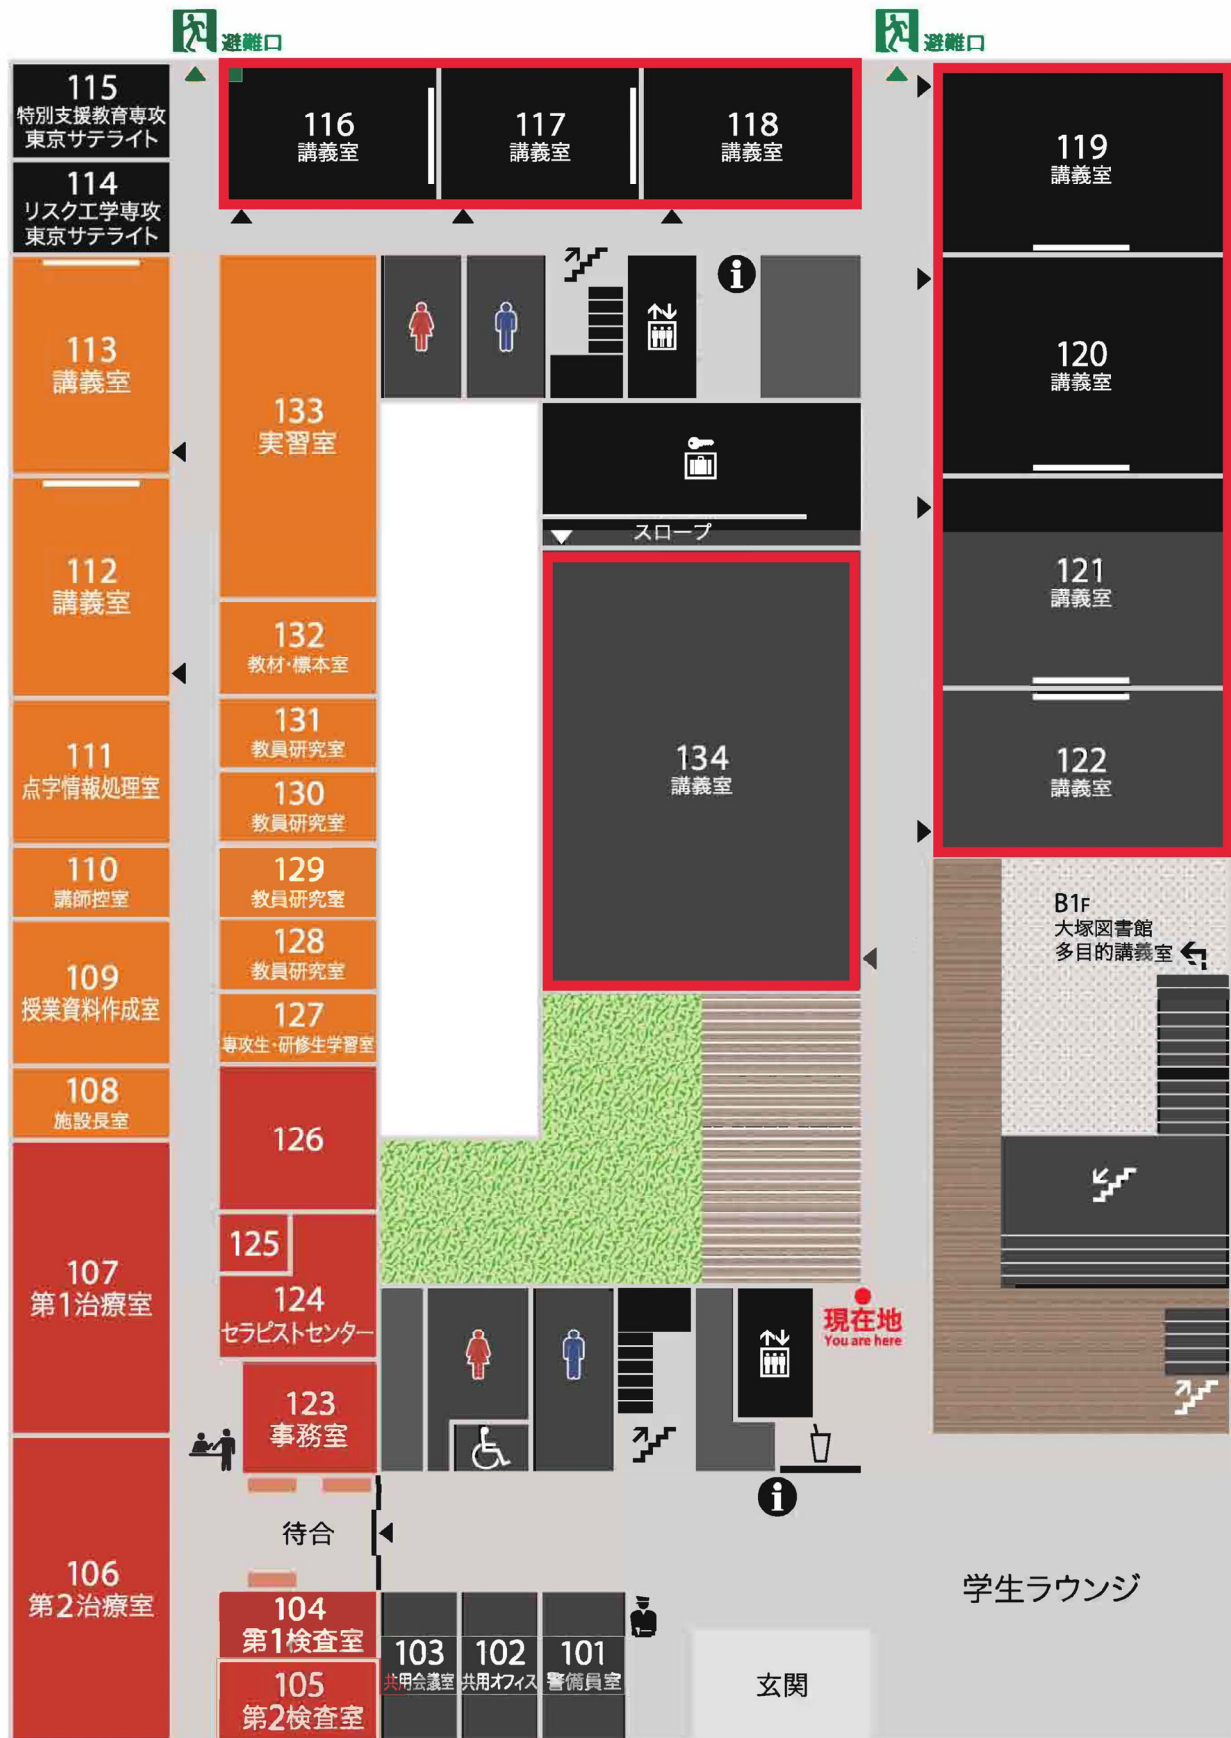 避難口
避難口
115
特別支援教育専攻
東京サテライト
116
講義室
117
講義室
118
講義室
119
講義室
114
リスク工学専攻
東京サテライト
113
講義室
133
実習室
120
講義室
スロープ
112
講義室
121
講義室
132
教材・標本室
131
教員研究室
134
講義室
122
講義室
111
点字情報処理室
130
教員研究室
110
講師控室
129
教員研究室
B1F
大塚図書館
多目的講義室
128
教員研究室
109
授業資料作成室
127
専攻生・研修生学習室
108
施設長室
126
125
107
第1治療室
124
セラピストセンター
現在地
You are here
123
事務室
待合
106
第2治療室
学生ラウンジ
104
第1検査室
103
共用会議室
102
共用オフィス
101
警備員室
105
第2検査室
玄関